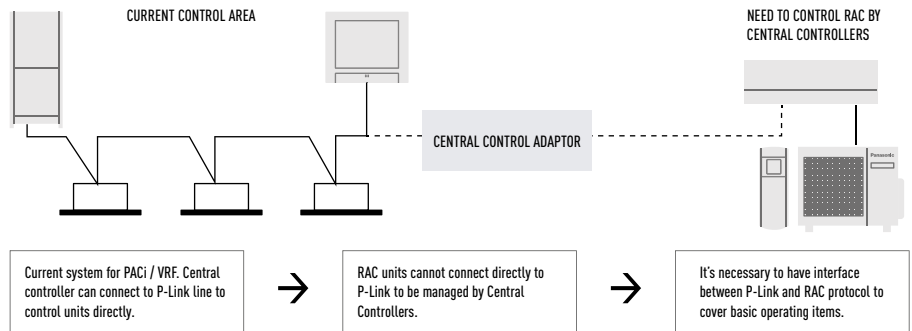 CURRENT CONTROL AREA
NEED TO CONTROL RAC BY
CENTRAL CONTROLLERS
CENTRAL CONTROL ADAPTOR
Panasonic
Current system for PACi / VRF. Central
controller can connect to P-Link line to
control units directly.
RAC units cannot connect directly to
P-Link to be managed by Central
Controllers.
It's necessary to have interface
between P-Link and RAC protocol to
cover basic operating items.